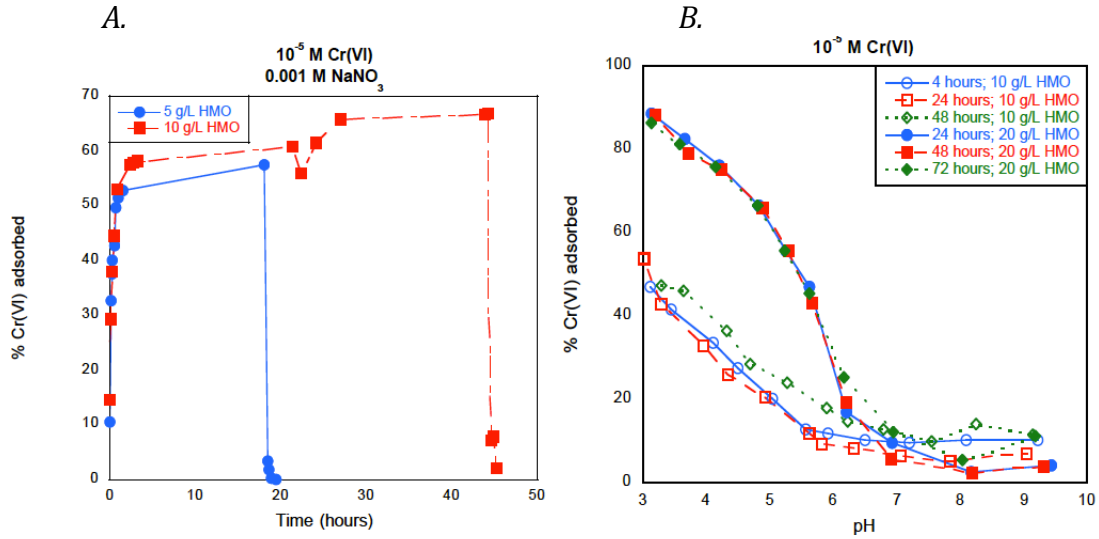 A.
10⁻⁵ M Cr(VI)
0.001 M NaNO₃
5 g/L HMO
10 g/L HMO
% Cr(VI) adsorbed
70
60
50
40
30
20
10
0
0 10 20 30 40 50
Time (hours)
B.
10⁻⁵ M Cr(VI)
4 hours; 10 g/L HMO
24 hours; 10 g/L HMO
48 hours; 10 g/L HMO
24 hours; 20 g/L HMO
48 hours; 20 g/L HMO
72 hours; 20 g/L HMO
% Cr(VI) adsorbed
100
80
60
40
20
0
3 4 5 6 7 8 9 10
pH